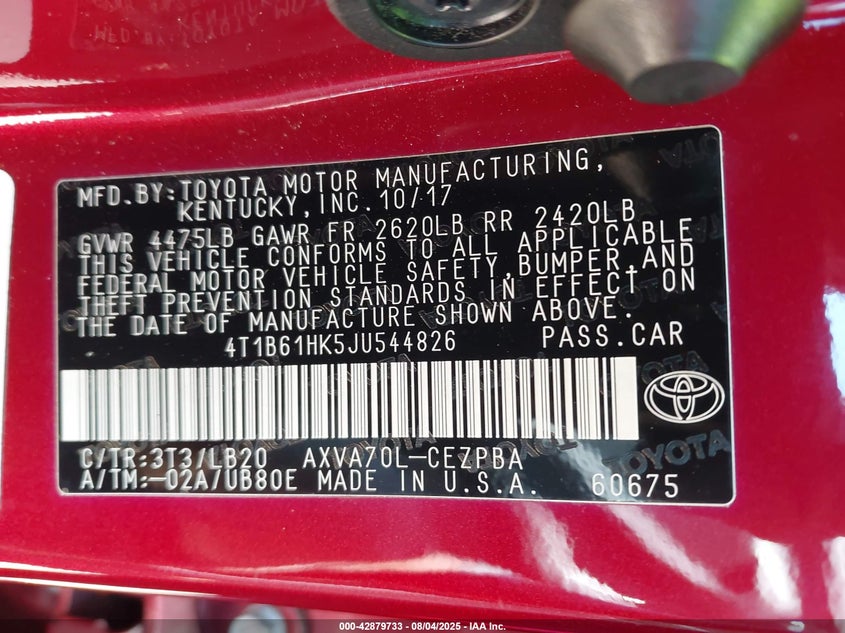 MFD.BY:TOYOTA MOTOR MANUFACTURING,
KENTUCKY,INC.10/17
GVWR 4475LB GAWR FR 2620LB RR 2420LB
THIS VEHICLE CONFORMS TO ALL APPLICABLE
FEDERAL MOTOR VEHICLE SAFETY,BUMPER,AND
THEFT PREVENTION STANDARDS IN EFFECT ON
THE DATE OF MANUFACTURE SHOWN ABOVE.
4T1B61HK5JU544826 PASS.CAR
C/TR:3T3/LB20 AXVA70L-CEZPBA
TOYOTA
A/TM:-02A/UB80E MADE IN U.S.A. 60675
000-42879733 - 08/04/2025 - IAA Inc.